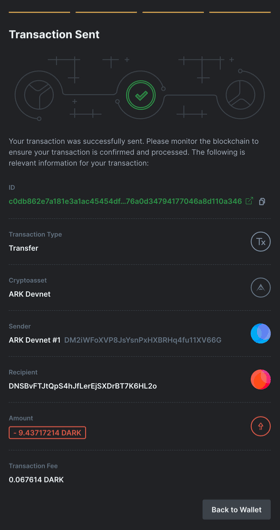 Transaction Sent
Your transaction was successfully sent. Please monitor the blockchain to
ensure your transaction is confirmed and processed. The following is
relevant information for your transaction:
ID
c0db862e7a181e3a1ac45454df...76a0d34794177046a8d110a346
Transaction Type
Transfer
Tx
Cryptoasset
ARK Devnet
Sender
ARK Devnet #1 DM2iWFoXVP8JsYsnPxHXBRHq4fu11XV66G
Recipient
DNSBvFTJtQpS4hJfLerEjSXDrBT7K6HL2o
Amount
- 9.43717214 DARK
Transaction Fee
0.067614 DARK
Back to Wallet